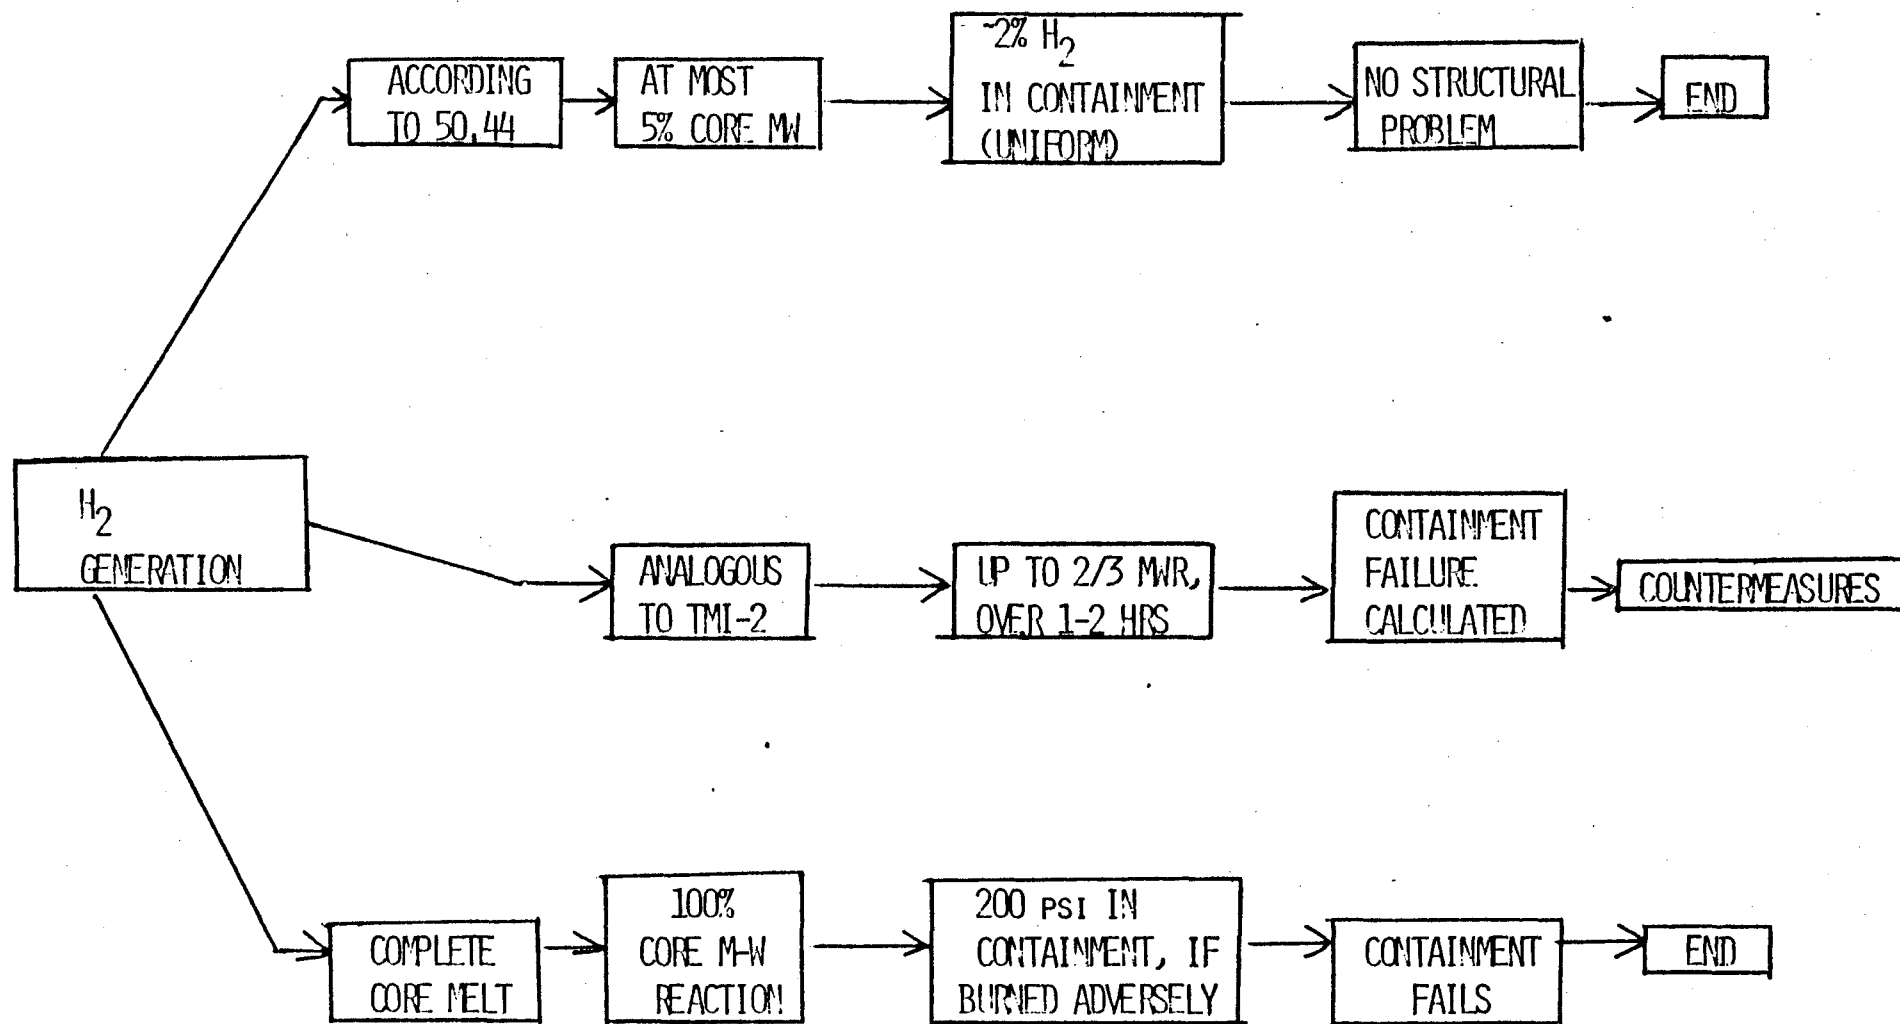 ACCORDING
TO 50.44
AT MOST
5% CORE MW
~2% H2
IN CONTAINMENT
(UNIFORM)
NO STRUCTURAL
PROBLEM
END
H2
GENERATION
ANALOGOUS
TO TMI-2
UP TO 2/3 MWR,
OVER 1-2 HRS
CONTAINMENT
FAILURE
CALCULATED
COUNTERMEASURES
COMPLETE
CORE MELT
100%
CORE M-W
REACTION
200 PSI IN
CONTAINMENT, IF
BURNED ADVERSELY
CONTAINMENT
FAILS
END